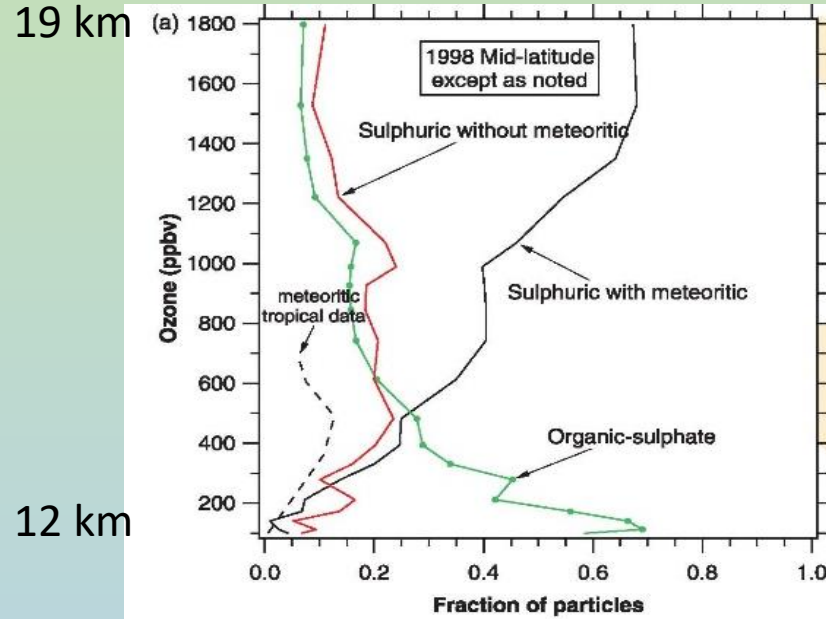 19 km
(a)
1800
1600
1400
1200
1000
800
600
400
200
Ozone (ppbv)
1998 Mid-latitude
except as noted
Sulphuric without meteoritic
Sulphuric with meteoritic
meteoritic
tropical data
Organic-sulphate
12 km
0.0 0.2 0.4 0.6 0.8 1.0
Fraction of particles